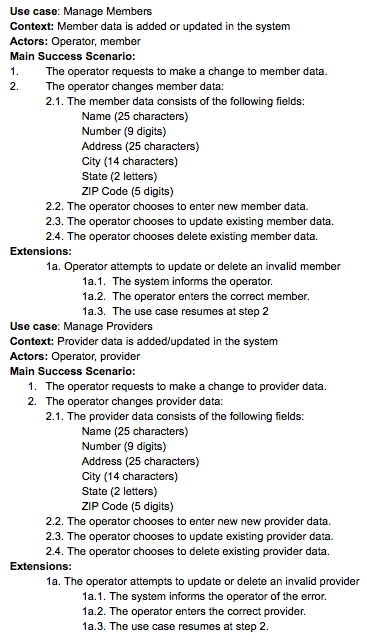 Use case: Manage Members
Context: Member data is added or updated in the system
Actors: Operator, member
Main Success Scenario:
1. The operator requests to make a change to member data.
2. The operator changes member data:
2.1. The member data consists of the following fields:
Name (25 characters)
Number (9 digits)
Address (25 characters)
City (14 characters)
State (2 letters)
ZIP Code (5 digits)
2.2. The operator chooses to enter new member data.
2.3. The operator chooses to update existing member data.
2.4. The operator chooses delete existing member data.
Extensions:
1a. Operator attempts to update or delete an invalid member
1a.1. The system informs the operator.
1a.2. The operator enters the correct member.
1a.3. The use case resumes at step 2
Use case: Manage Providers
Context: Provider data is added/updated in the system
Actors: Operator, provider
Main Success Scenario:
1. The operator requests to make a change to provider data.
2. The operator changes provider data:
2.1. The provider data consists of the following fields:
Name (25 characters)
Number (9 digits)
Address (25 characters)
City (14 characters)
State (2 letters)
ZIP Code (5 digits)
2.2. The operator chooses to enter new new provider data.
2.3. The operator chooses to update existing provider data.
2.4. The operator chooses to delete existing provider data.
Extensions:
1a. The operator attempts to update or delete an invalid provider
1a.1. The system informs the operator of the error.
1a.2. The operator enters the correct provider.
1a.3. The use case resumes at step 2.